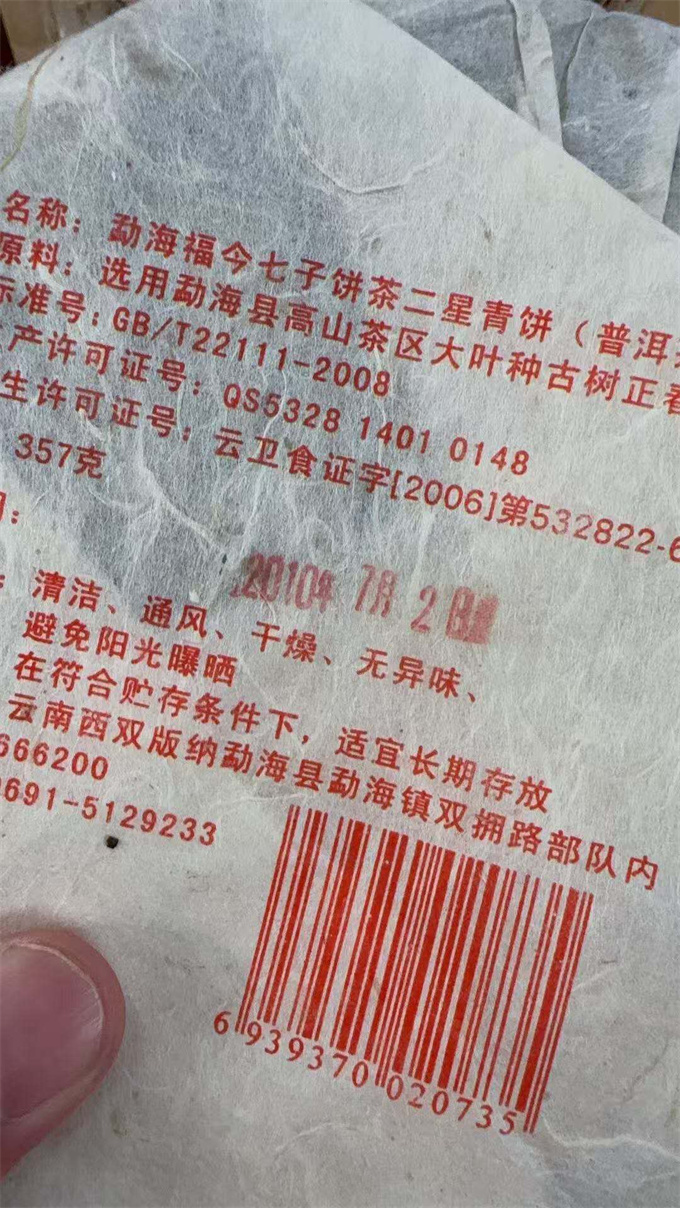 名称：勐海福今七子饼茶二星青饼（普洱
原料：选用勐海县高山茶区大叶种古树正春
标准号：GB/T22111-2008
产许可证号：QS5328 1401 0148
生许可证号：云卫食证字[2006]第532822-6
357克
2010年 7月 2日
：清洁、通风、干燥、无异味、
避免阳光曝晒
在符合贮存条件下，适宜长期存放
云南西双版纳勐海县勐海镇双拥路部队内
666200
0691-5129233
6939370020735